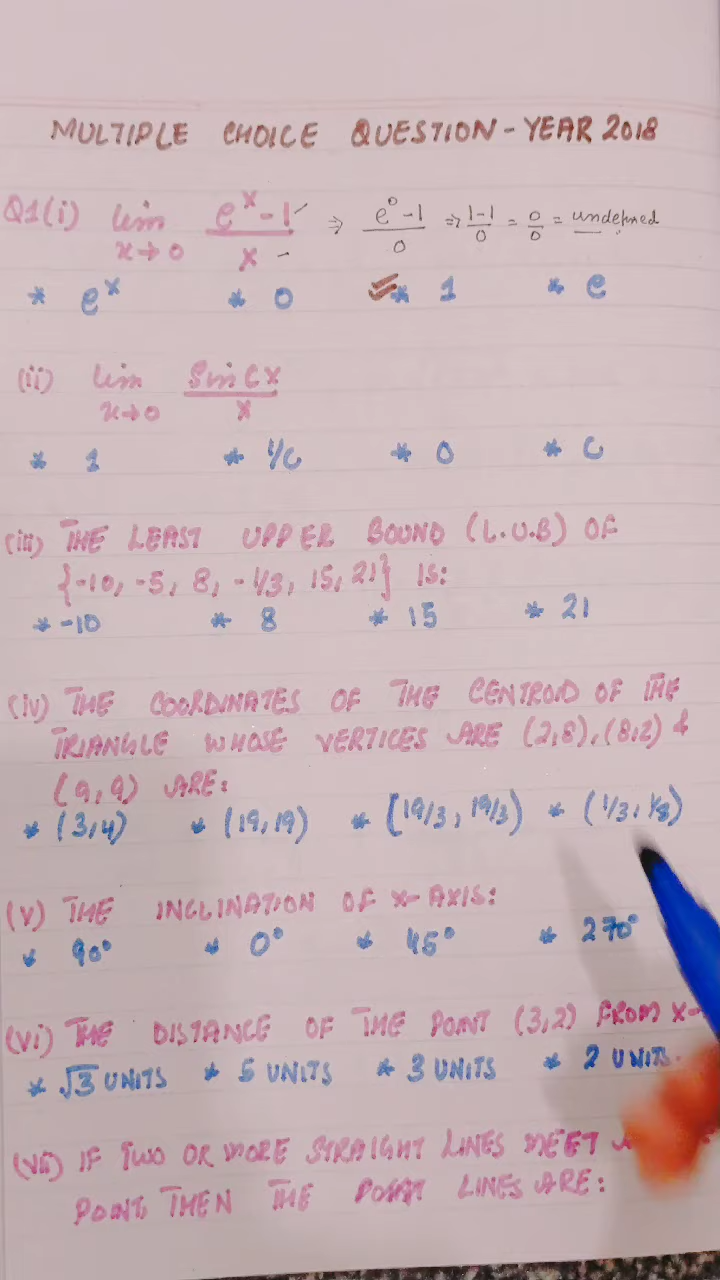 MULTIPLE CHOICE QUESTION - YEAR 2018
Q1(i) lim x→0 (e^x - 1)/x ⇒ (e^0 - 1)/0 ⇒ (1-1)/0 = 0/0 = undefined
* e^x * 0 * 1 * e
(ii) lim x→0 Sin Cx/x
* 1 * 1/C * 0 * C
(iii) THE LEAST UPPER BOUND (L.U.B) OF
{-10, -5, 8, -1/3, 15, 21} IS:
* -10 * 8 * 15 * 21
(iv) THE COORDINATES OF THE CENTROID OF THE
TRIANGLE WHOSE VERTICES ARE (2,8), (8,2) &
(9,9) ARE:
* (3,4) * (19,19) * (19/3, 19/3) * (1/3, 1/8)
(v) THE INCLINATION OF X-AXIS:
* 90° * 0° * 45° * 270°
(vi) THE DISTANCE OF THE POINT (3,2) FROM X-
* √3 UNITS * 5 UNITS * 3 UNITS * 2 UNITS.
(vii) IF TWO OR MORE STRAIGHT LINES MEET
POINT, THEN THE LINES ARE: